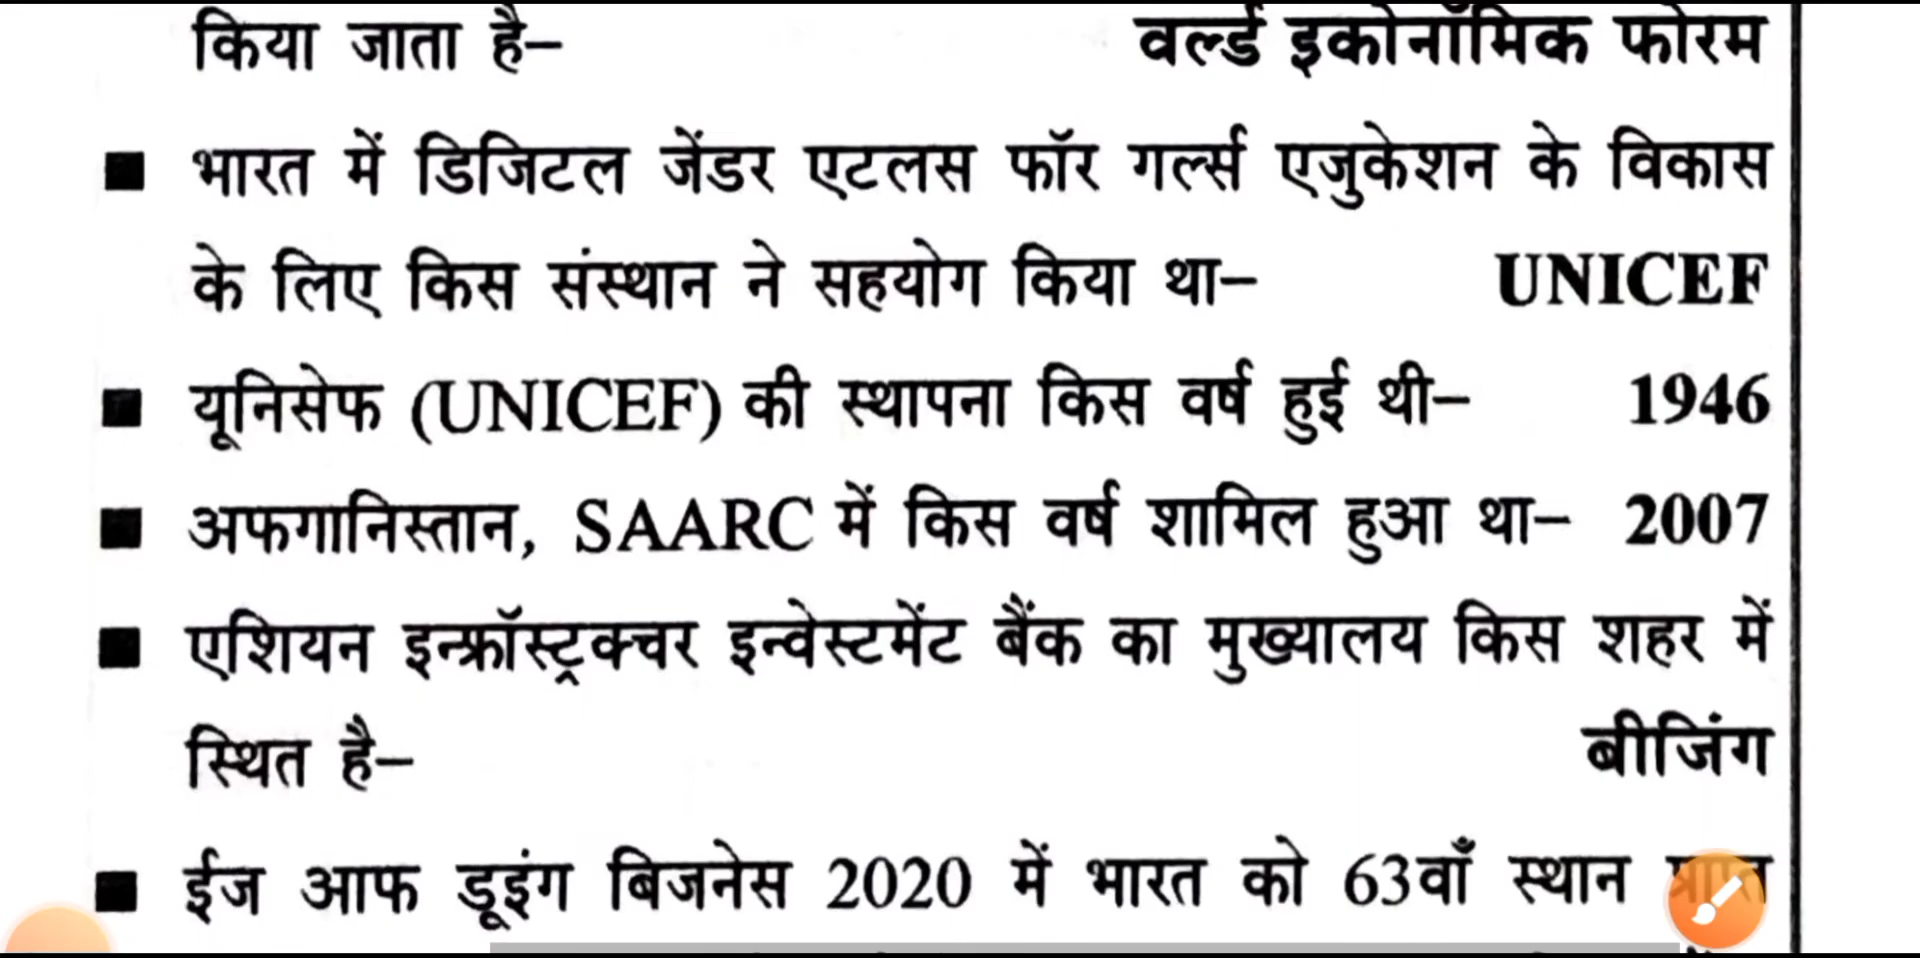 किया जाता है– वर्ल्ड इकोनॉमिक फोरम
■ भारत में डिजिटल जेंडर एटलस फॉर गर्ल्स एजुकेशन के विकास
के लिए किस संस्थान ने सहयोग किया था– UNICEF
■ यूनिसेफ (UNICEF) की स्थापना किस वर्ष हुई थी– 1946
■ अफगानिस्तान, SAARC में किस वर्ष शामिल हुआ था– 2007
■ एशियन इन्फ्रॉस्ट्रक्चर इन्वेस्टमेंट बैंक का मुख्यालय किस शहर में
स्थित है– बीजिंग
■ ईज आफ डूइंग बिजनेस 2020 में भारत को 63वाँ स्थान प्राप्त